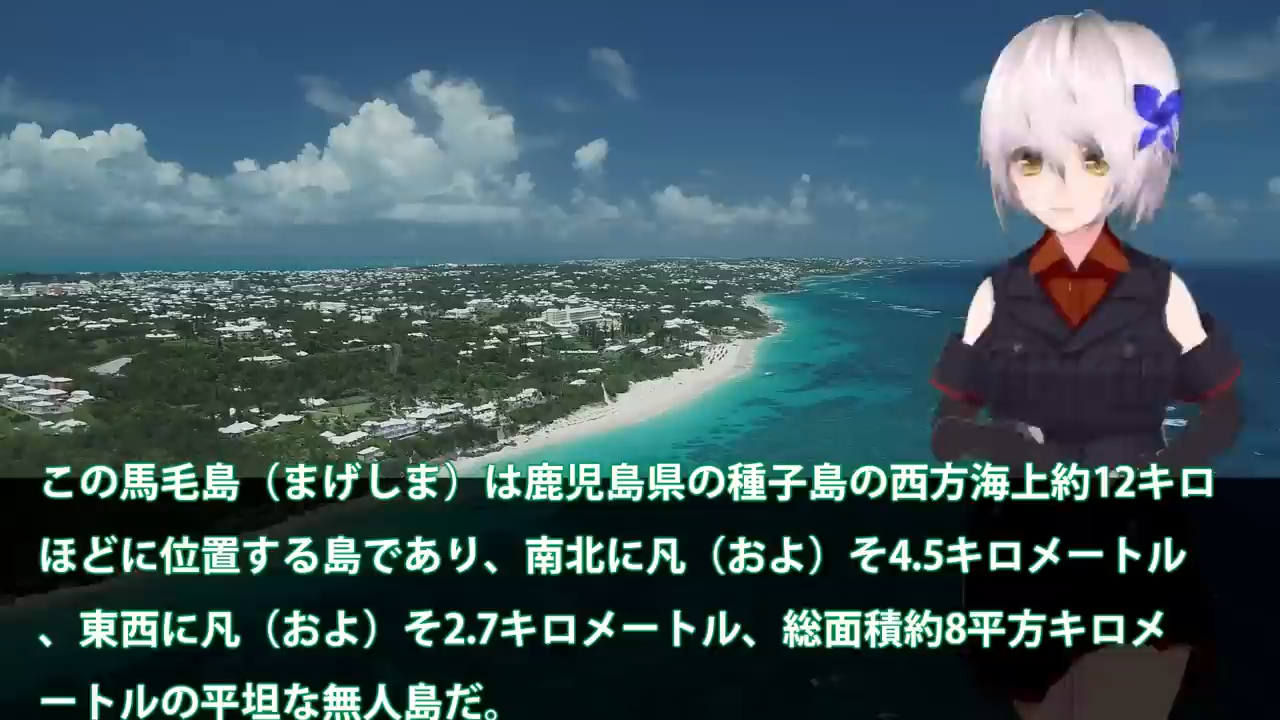 この馬毛島（まげしま）は鹿児島県の種子島の西方海上約12キロ
ほどに位置する島であり、南北に凡（およ）そ4.5キロメートル
、東西に凡（およ）そ2.7キロメートル、総面積約8平方キロメ
ートルの平坦な無人島だ。